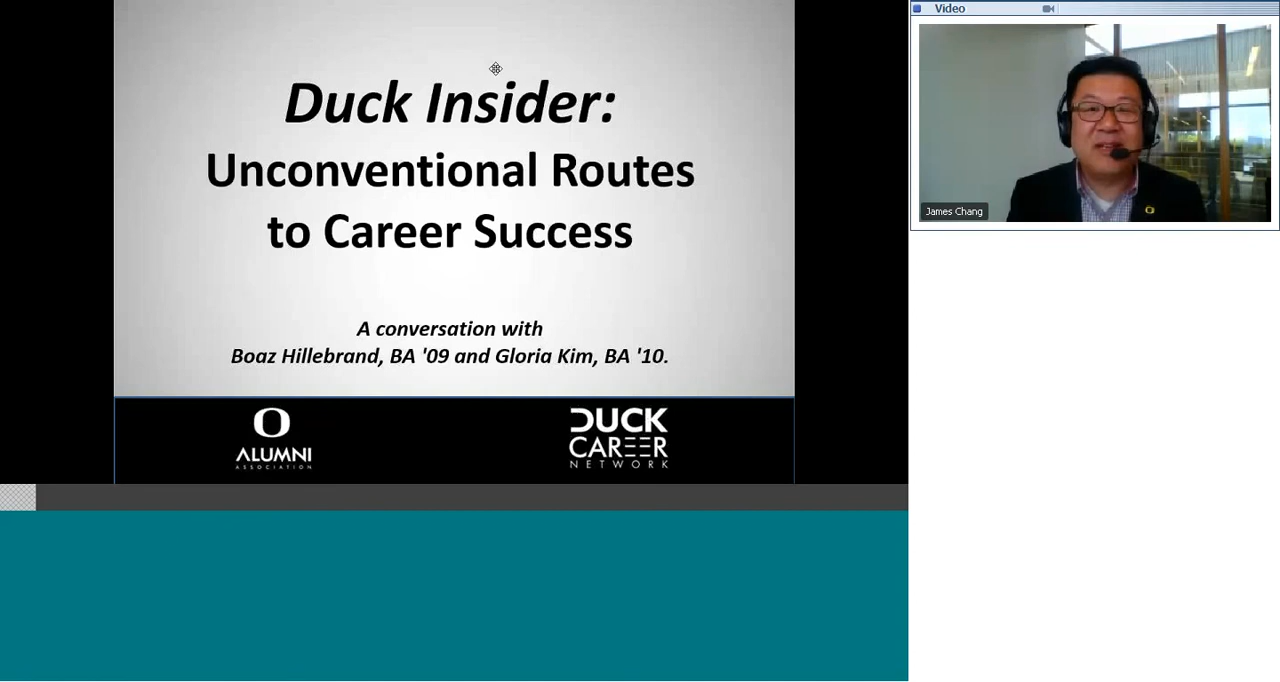 Duck Insider:
Unconventional Routes
to Career Success
A conversation with
Boaz Hillebrand, BA '09 and Gloria Kim, BA '10.
O
ALUMNI
ASSOCIATION
DUCK
CAREER
NETWORK
Video
James Chang